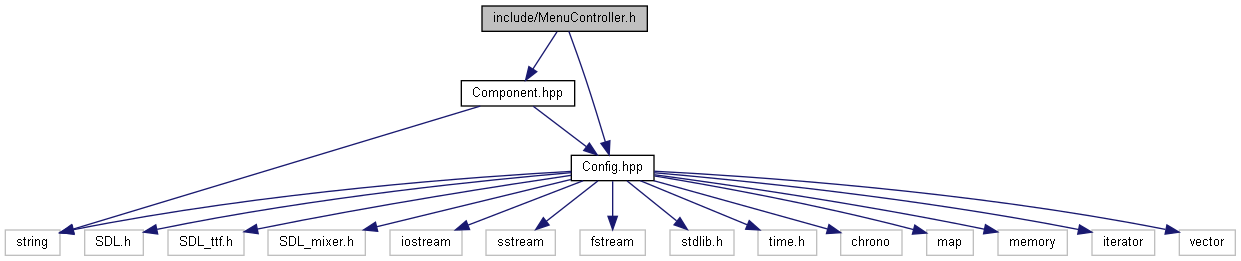 include/MenuController.h
Component.hpp
Config.hpp
string
SDL.h
SDL_ttf.h
SDL_mixer.h
iostream
sstream
fstream
stdlib.h
time.h
chrono
map
memory
iterator
vector